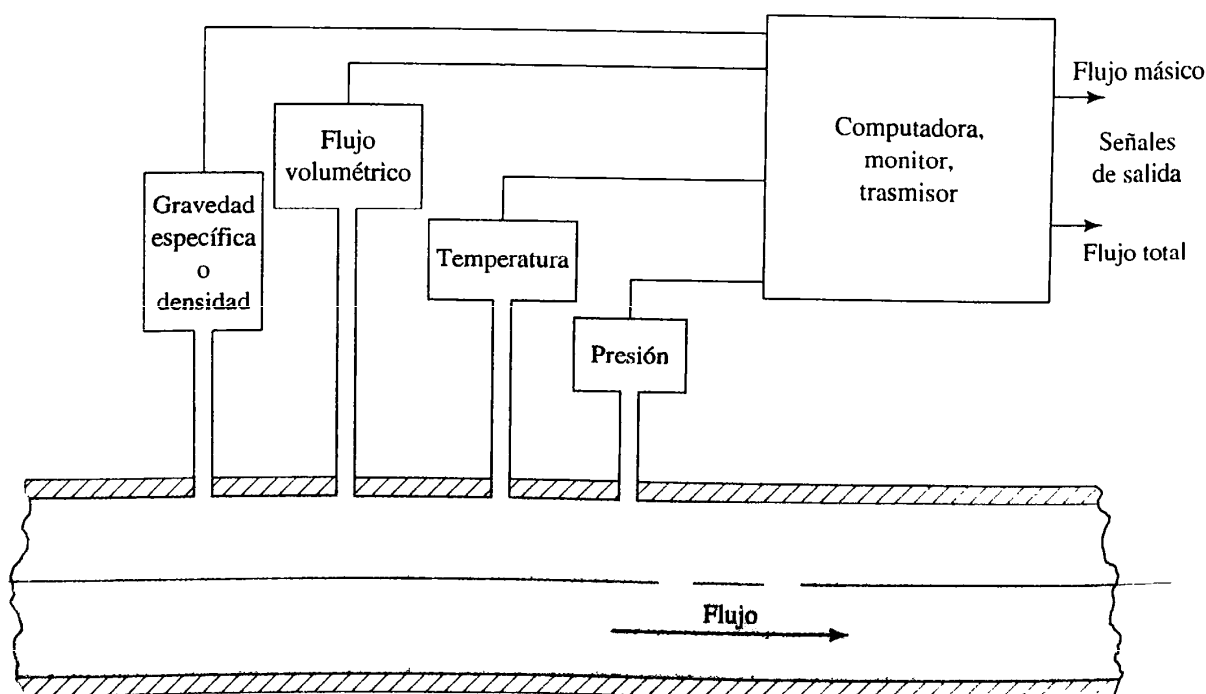 Flujo
volumétrico
Gravedad
específica
o
densidad
Temperatura
Presión
Computadora,
monitor,
trasmisor
Flujo másico
Señales
de salida
Flujo total
Flujo